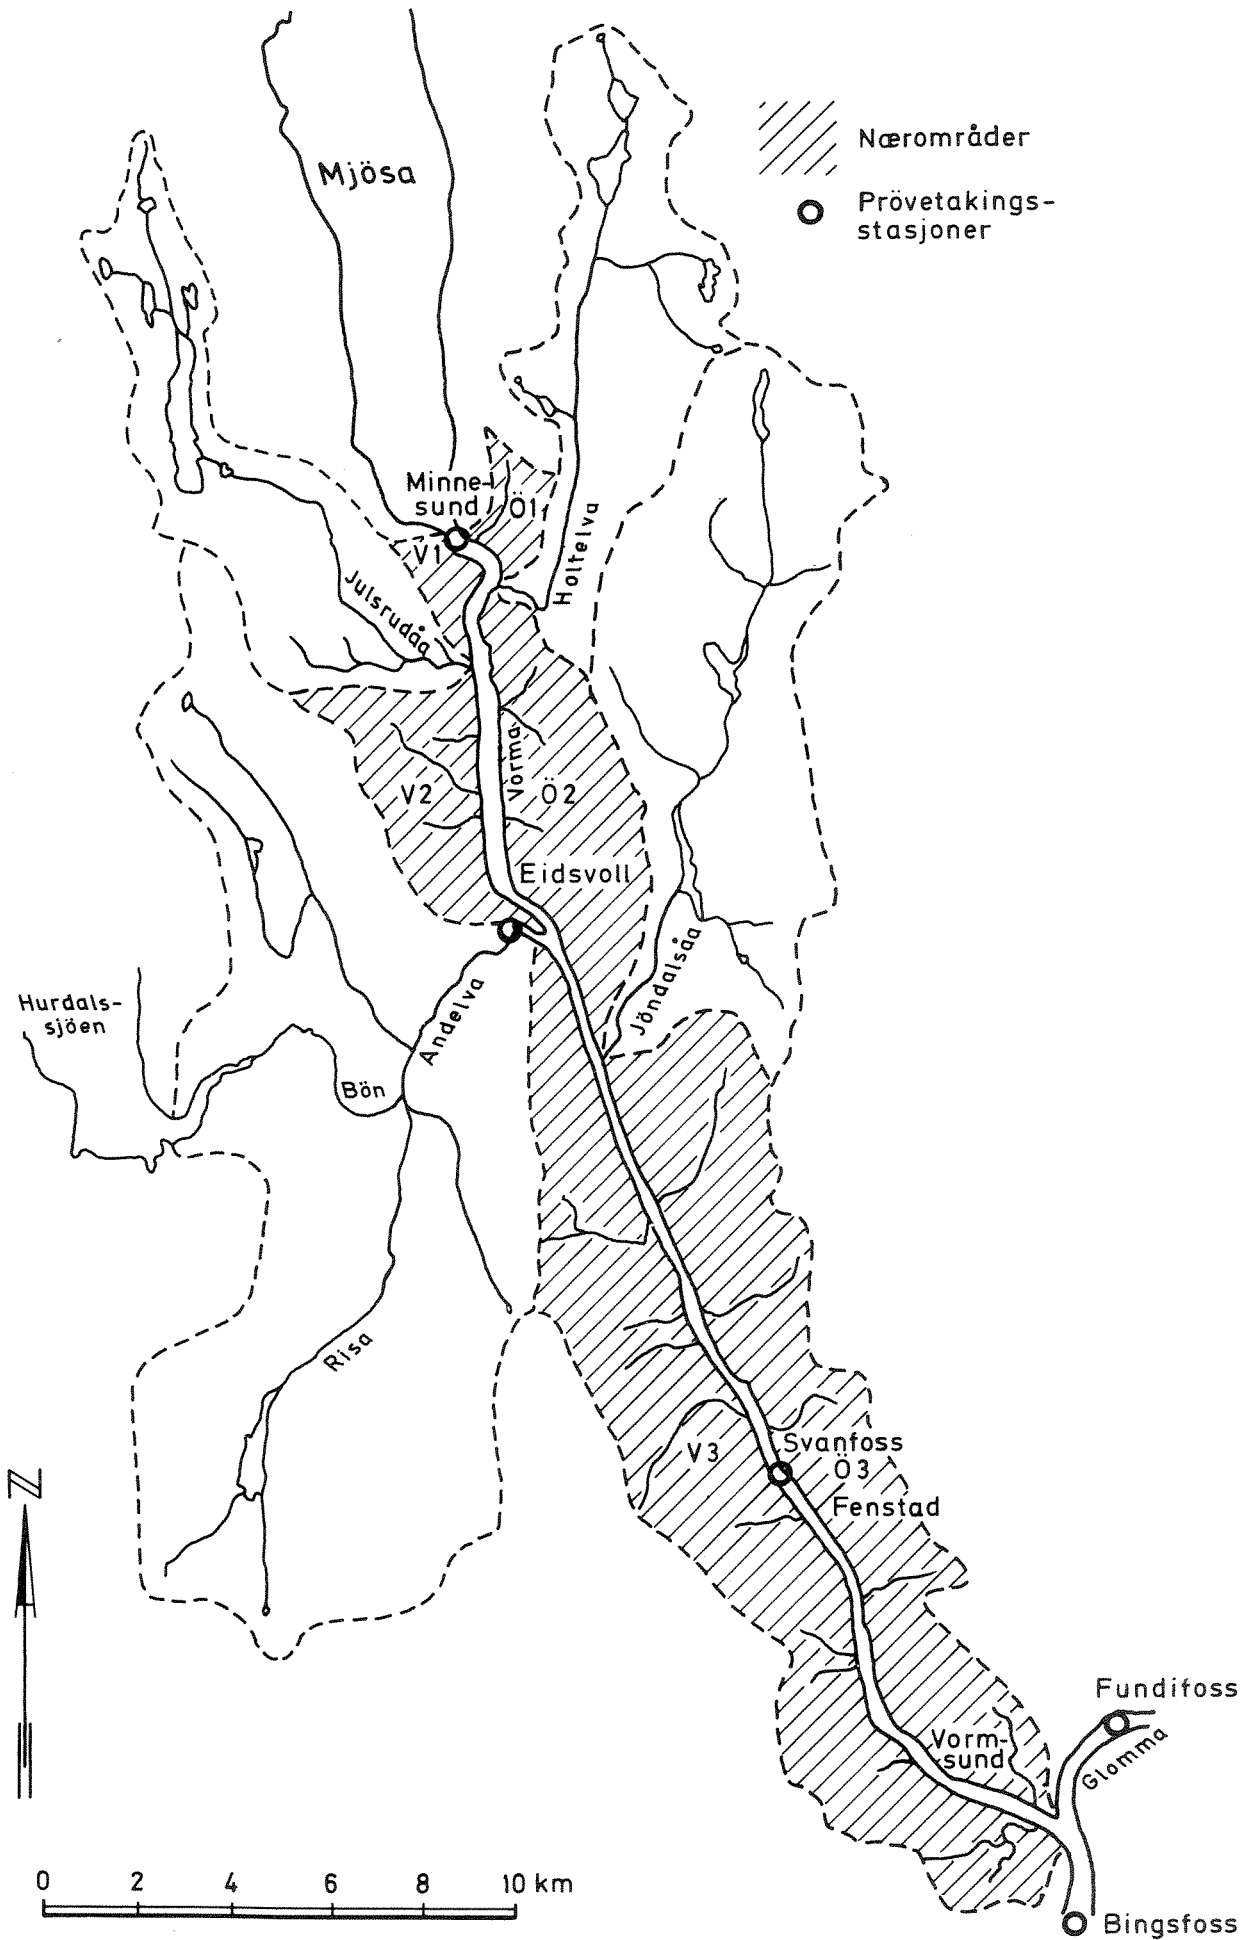 Mjösa
Nærområder
Prövetakings-
stasjoner
Minne-
sund
Ö1
V1
Holtelva
Julsrudåa
Vorma
V2
Ö2
Eidsvoll
Jöndalsåa
Andelva
Hurdals-
sjöen
Bön
Risa
V3
Svanfoss
Ö3
Fenstad
N
Fundifoss
Vorm-
sund
Glomma
0 2 4 6 8 10 km
Bingsfoss